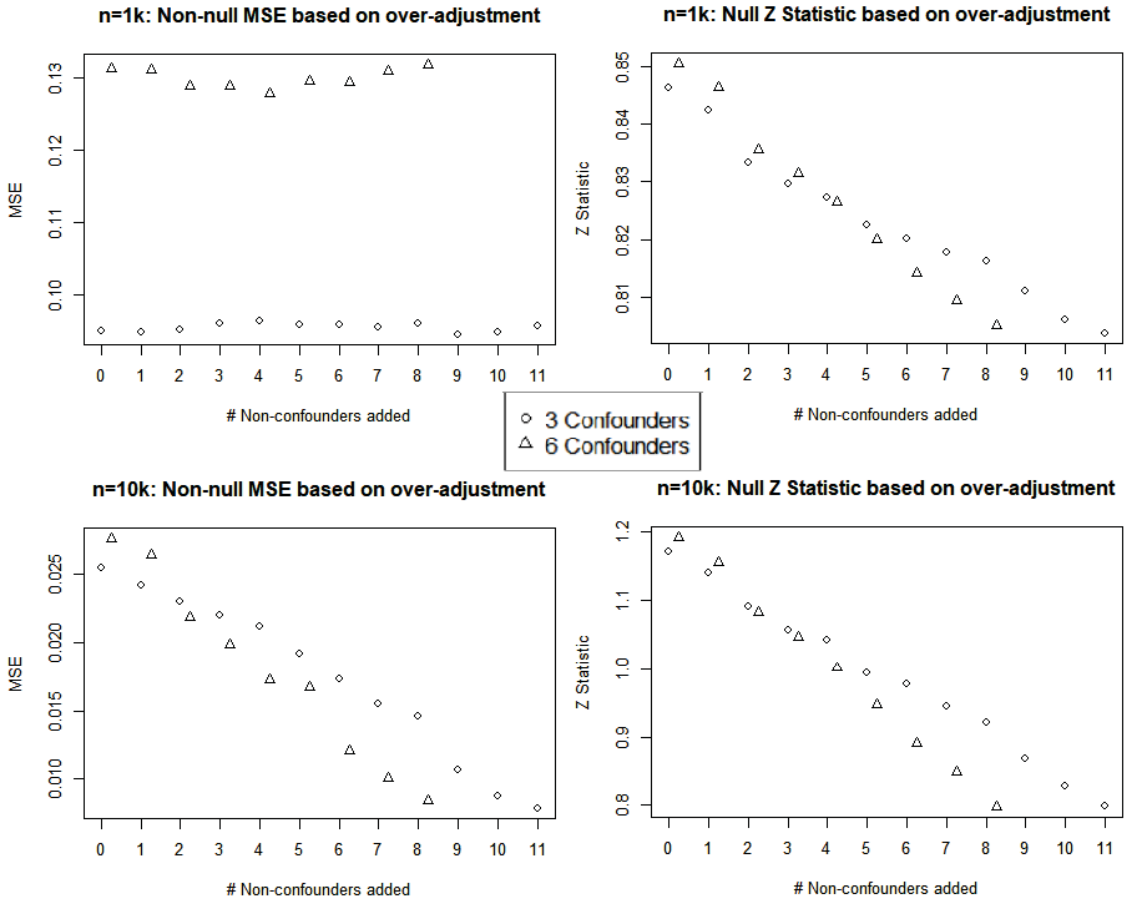 n=1k: Non-null MSE based on over-adjustment
MSE
0.13
0.12
0.11
0.10
0 1 2 3 4 5 6 7 8 9 10 11
# Non-confounders added
n=1k: Null Z Statistic based on over-adjustment
Z Statistic
0.85
0.84
0.83
0.82
0.81
0 1 2 3 4 5 6 7 8 9 10 11
# Non-confounders added
3 Confounders
6 Confounders
n=10k: Non-null MSE based on over-adjustment
MSE
0.025
0.020
0.015
0.010
0 1 2 3 4 5 6 7 8 9 10 11
# Non-confounders added
n=10k: Null Z Statistic based on over-adjustment
Z Statistic
1.2
1.1
1.0
0.9
0.8
0 1 2 3 4 5 6 7 8 9 10 11
# Non-confounders added